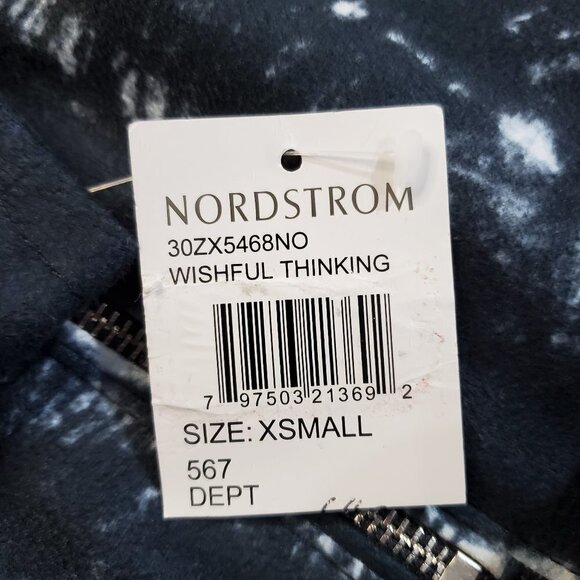 NORDSTROM
30ZX5468NO
WISHFUL THINKING
7 97503 21369 2
SIZE: XSMALL
567
DEPT